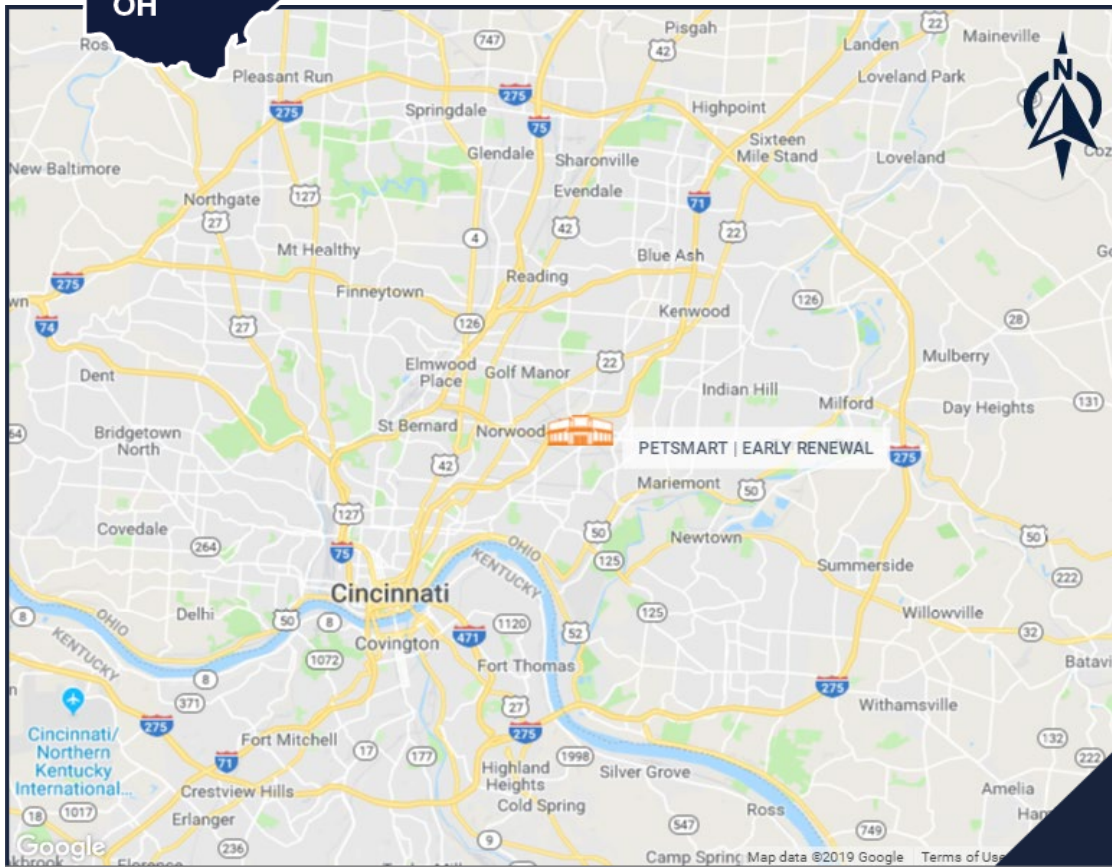 OH
Pisgah
22
Maineville
747
42
Landen
Pleasant Run
Loveland Park
275
275
Springdale
Highpoint
75
Sixteen
Mile Stand
Glendale
Sharonville
Loveland
New Baltimore
Evendale
127
Northgate
71
27
42
22
4
Mt Healthy
Blue Ash
Reading
275
Finneytown
126
Kenwood
74
27
126
28
Elmwood
Place
22
Mulberry
Dent
Golf Manor
Indian Hill
Milford
131
Day Heights
St Bernard
Norwood
Bridgetown
North
PETSMART | EARLY RENEWAL
275
42
Mariemont
50
127
Covedale
50
Newtown
50
264
75
OHIO
KENTUCKY
125
Summerside
222
Cincinnati
8
OHIO
KENTUCKY
Delhi
50
8
1120
125
Willowville
471
52
32
Covington
1072
Fort Thomas
8
371
275
Withamsville
27
Cincinnati/
Northern
Kentucky
International...
275
Fort Mitchell
17
177
275
1998
132
71
Highland
Heights
Silver Grove
222
Crestview Hills
Cold Spring
Amelia
18
1017
Erlanger
Ross
547
749
236
9
Google
Map data ©2019 Google
Terms of Use
N